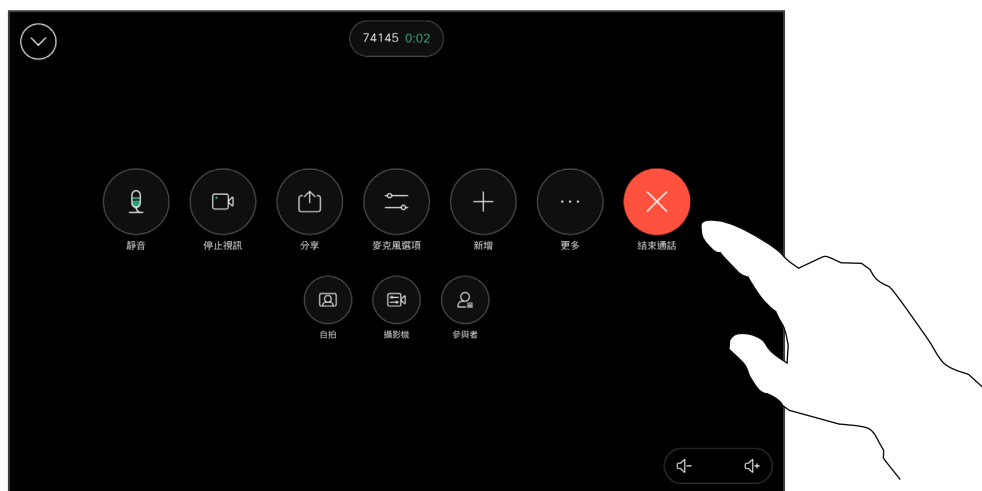 74145 0:02
靜音
停止視訊
分享
麥克風選項
新增
更多
結束通話
自拍
攝影機
參與者